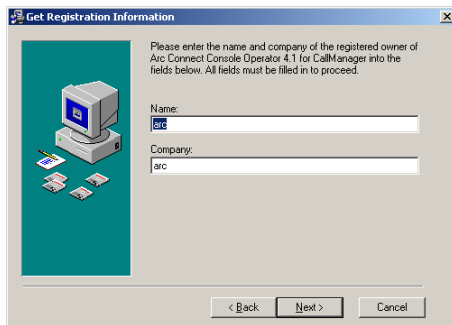 Get Registration Information
Please enter the name and company of the registered owner of
Arc Connect Console Operator 4.1 for CallManager into the
fields below. All fields must be filled in to proceed.
Name:
arc
Company:
arc
< Back
Next >
Cancel